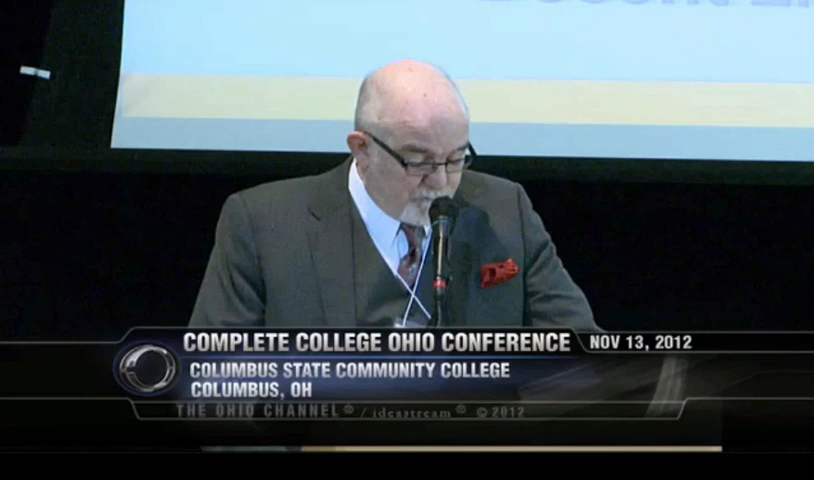 COMPLETE COLLEGE OHIO CONFERENCE
NOV 13, 2012
COLUMBUS STATE COMMUNITY COLLEGE
COLUMBUS, OH
THE OHIO CHANNEL® / ideastream® ©2012